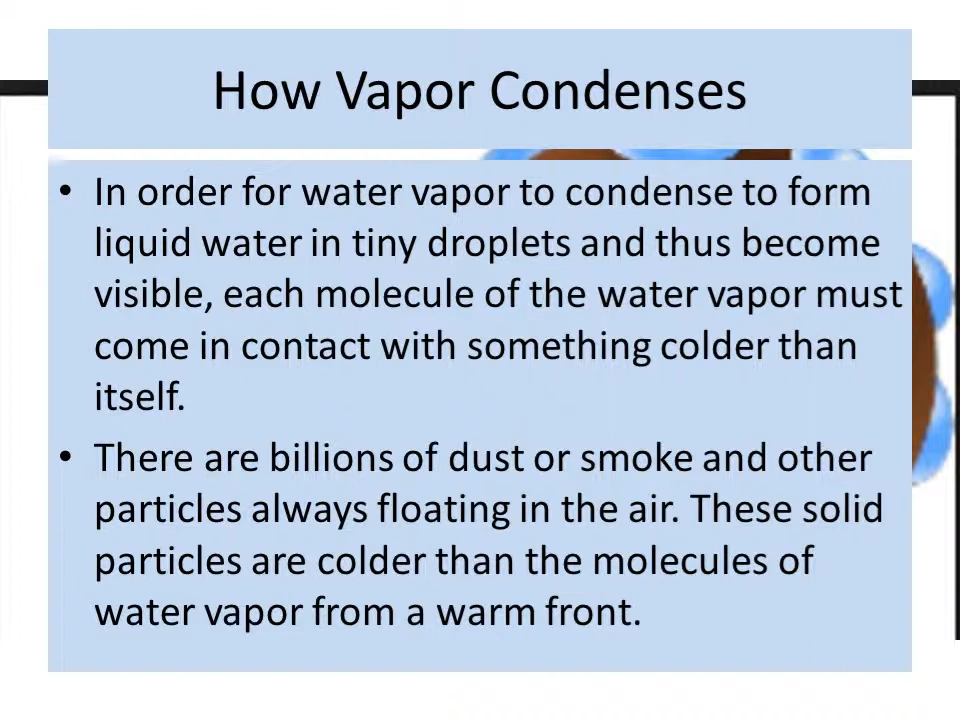 How Vapor Condenses
• In order for water vapor to condense to form
liquid water in tiny droplets and thus become
visible, each molecule of the water vapor must
come in contact with something colder than
itself.
• There are billions of dust or smoke and other
particles always floating in the air. These solid
particles are colder than the molecules of
water vapor from a warm front.